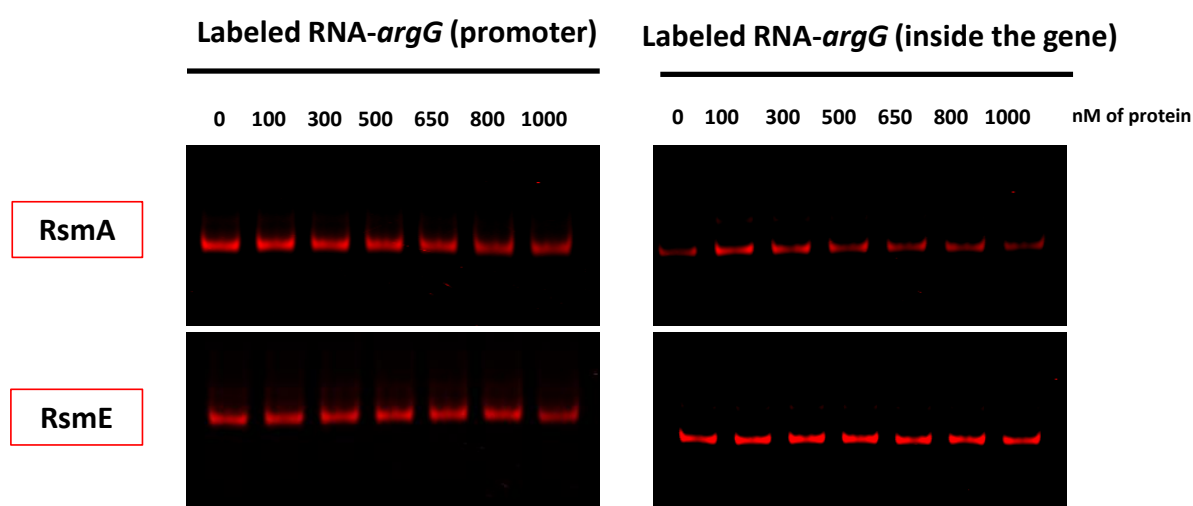 Labeled RNA-argG (promoter)
Labeled RNA-argG (inside the gene)
0 100 300 500 650 800 1000
0 100 300 500 650 800 1000 nM of protein
RsmA
RsmE